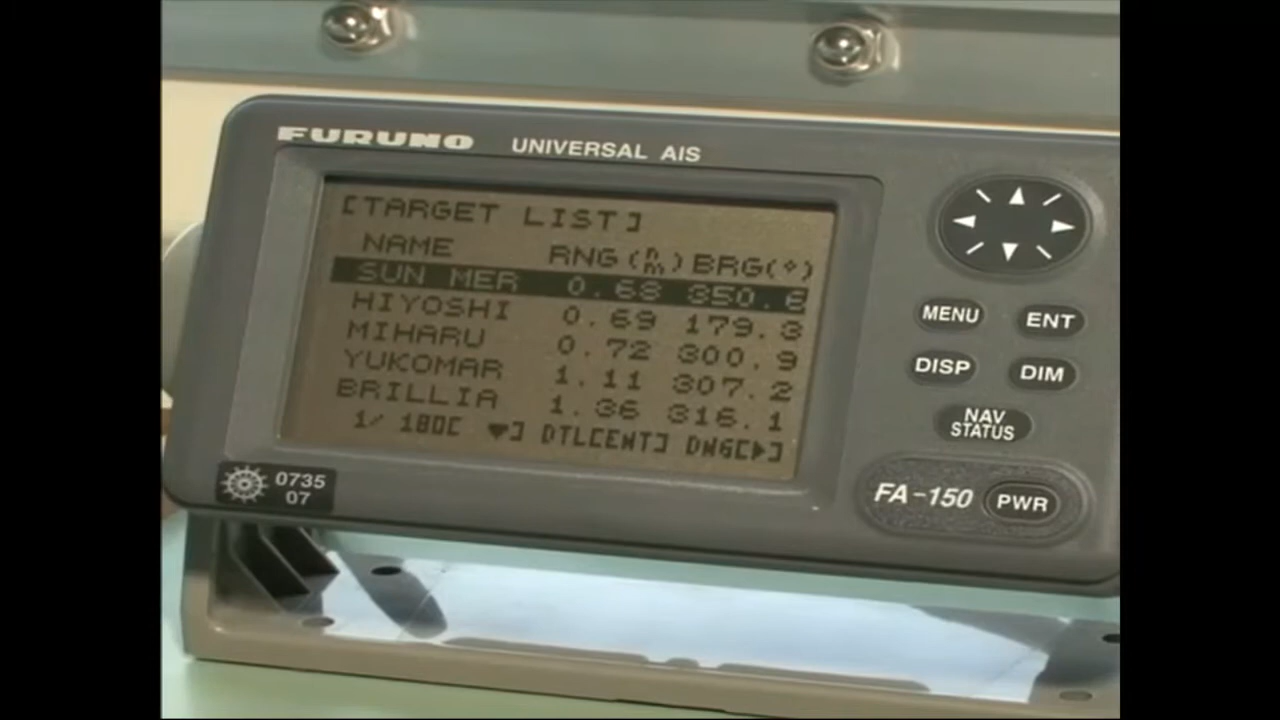 FURUNO UNIVERSAL AIS
[TARGET LIST]
NAME RNG(nm) BRG(°)
SUN MER 0.68 350.6
HIYOSHI 0.69 179.3
MIHARU 0.72 300.9
YUKOMAR 1.11 307.2
BRILLIA 1.36 316.1
1/ 180[ ▼] DTL[ENT] DNG[▶]
MENU ENT
DISP DIM
NAV
STATUS
FA-150 PWR
0735
07